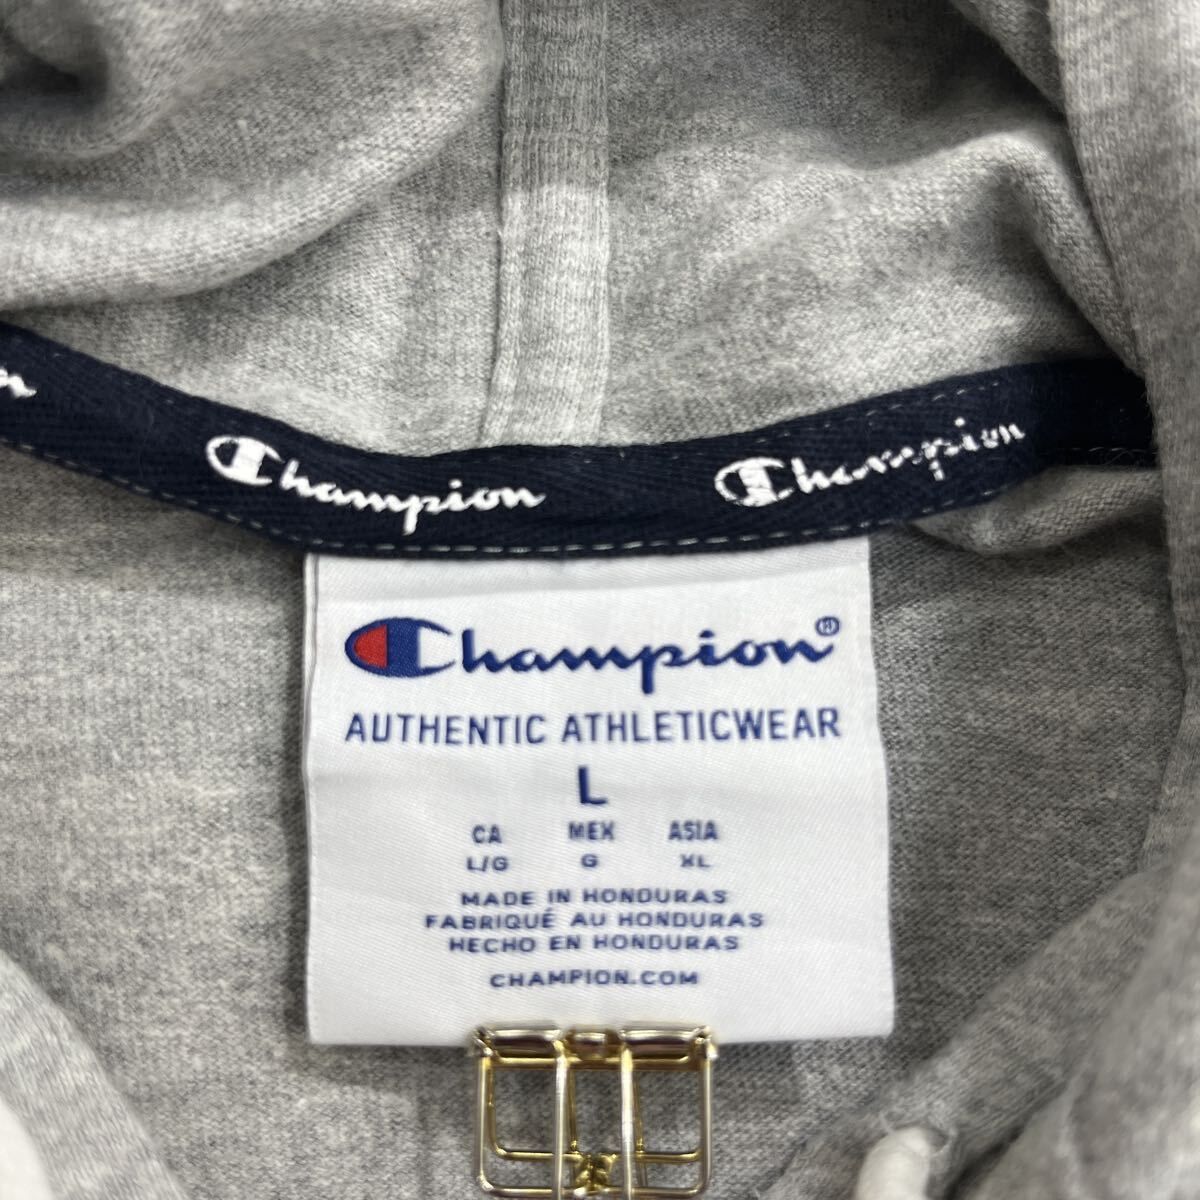 Champion
Champion
Champion®
AUTHENTIC ATHLETICWEAR
L
CA MEX ASIA
L/G G XL
MADE IN HONDURAS
FABRIQUÉ AU HONDURAS
HECHO EN HONDURAS
CHAMPION.COM